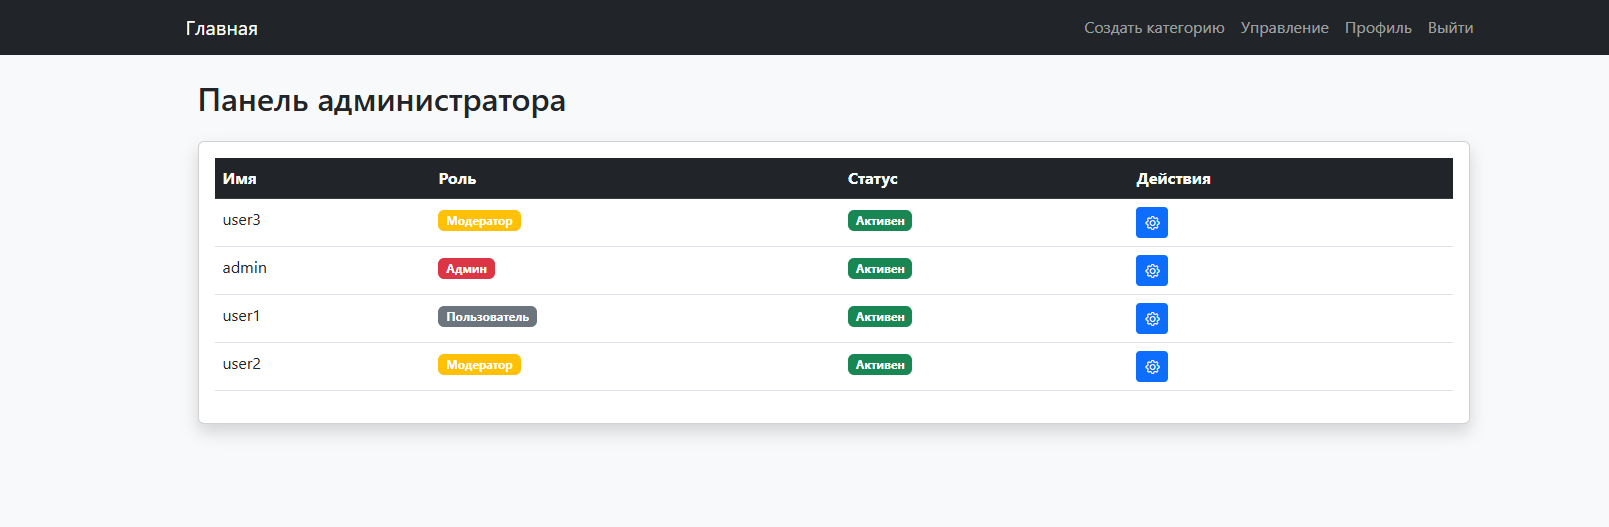 Главная Создать категорию Управление Профиль Выйти
Панель администратора
Имя Роль Статус Действия
user3 Модератор Активен
admin Админ Активен
user1 Пользователь Активен
user2 Модератор Активен